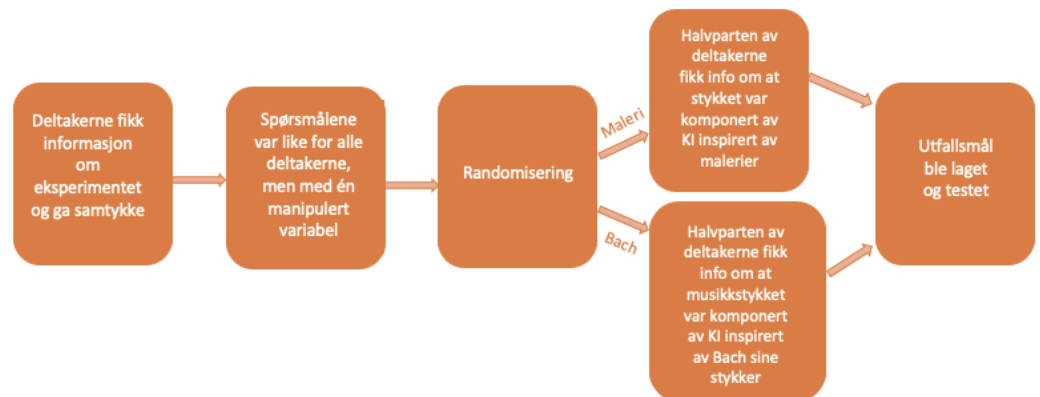 Deltakerne fikk
informasjon
om
eksperimentet
og ga samtykke
Spørsmålene
var like for alle
deltakerne,
men med én
manipulert
variabel
Randomisering
Maleri
Halvparten av
deltakerne
fikk info om at
stykket var
komponert av
KI inspirert av
malerier
Bach
Halvparten av
deltakerne fikk
info om at
musikkstykket
var komponert
av KI inspirert
av Bach sine
stykker
Utfallsmål
ble laget
og testet